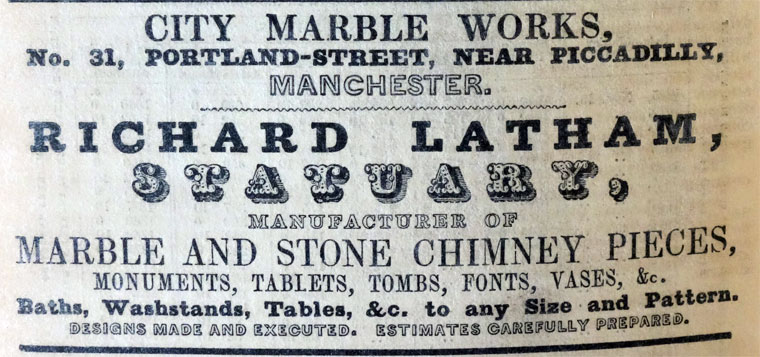 CITY MARBLE WORKS,
No. 31, PORTLAND-STREET, NEAR PICCADILLY,
MANCHESTER.
RICHARD LATHAM,
STATUARY,
MANUFACTURER OF
MARBLE AND STONE CHIMNEY PIECES,
MONUMENTS, TABLETS, TOMBS, FONTS, VASES, &c.
Baths, Washstands, Tables, &c. to any Size and Pattern.
DESIGNS MADE AND EXECUTED. ESTIMATES CAREFULLY PREPARED.